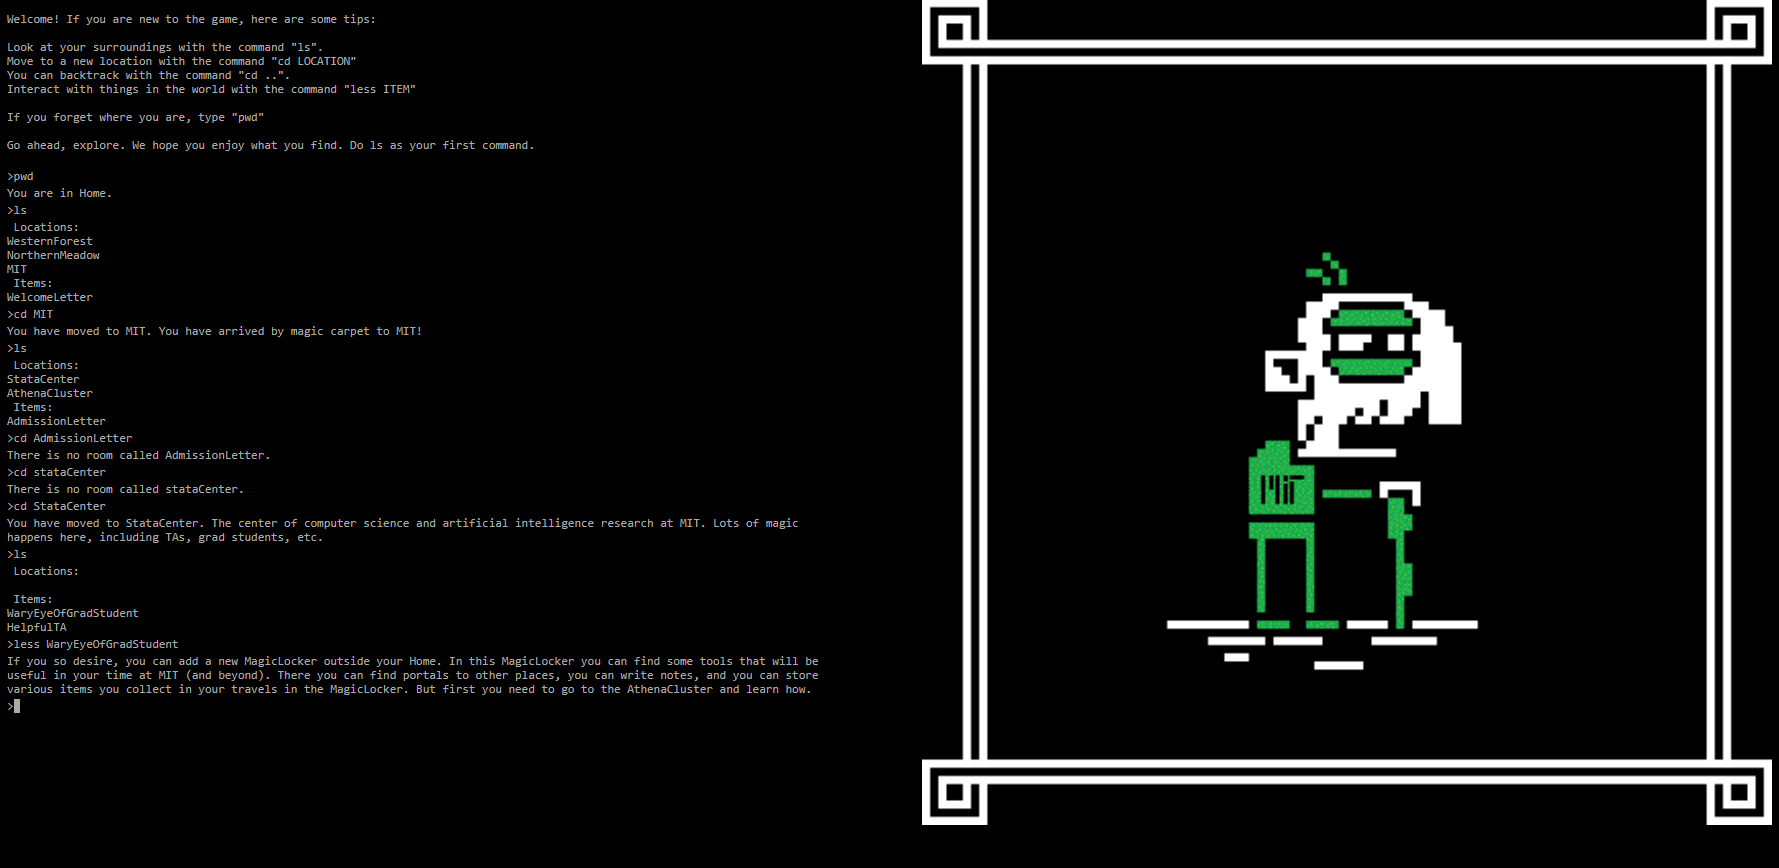 Welcome! If you are new to the game, here are some tips:
Look at your surroundings with the command "ls".
Move to a new location with the command "cd LOCATION"
You can backtrack with the command "cd ..".
Interact with things in the world with the command "less ITEM"
If you forget where you are, type "pwd"
Go ahead, explore. We hope you enjoy what you find. Do ls as your first command.
>pwd
You are in Home.
>ls
Locations:
WesternForest
NorthernMeadow
MIT
Items:
WelcomeLetter
>cd MIT
You have moved to MIT. You have arrived by magic carpet to MIT!
>ls
Locations:
StataCenter
AthenaCluster
Items:
AdmissionLetter
>cd AdmissionLetter
There is no room called AdmissionLetter.
>cd stataCenter
There is no room called stataCenter.
>cd StataCenter
You have moved to StataCenter. The center of computer science and artificial intelligence research at MIT. Lots of magic
happens here, including TAs, grad students, etc.
>ls
Locations:
Items:
WaryEyeOfGradStudent
HelpfulTA
>less WaryEyeOfGradStudent
If you so desire, you can add a new MagicLocker outside your Home. In this MagicLocker you can find some tools that will be
useful in your time at MIT (and beyond). There you can find portals to other places, you can write notes, and you can store
various items you collect in your travels in the MagicLocker. But first you need to go to the AthenaCluster and learn how.
>
MIT